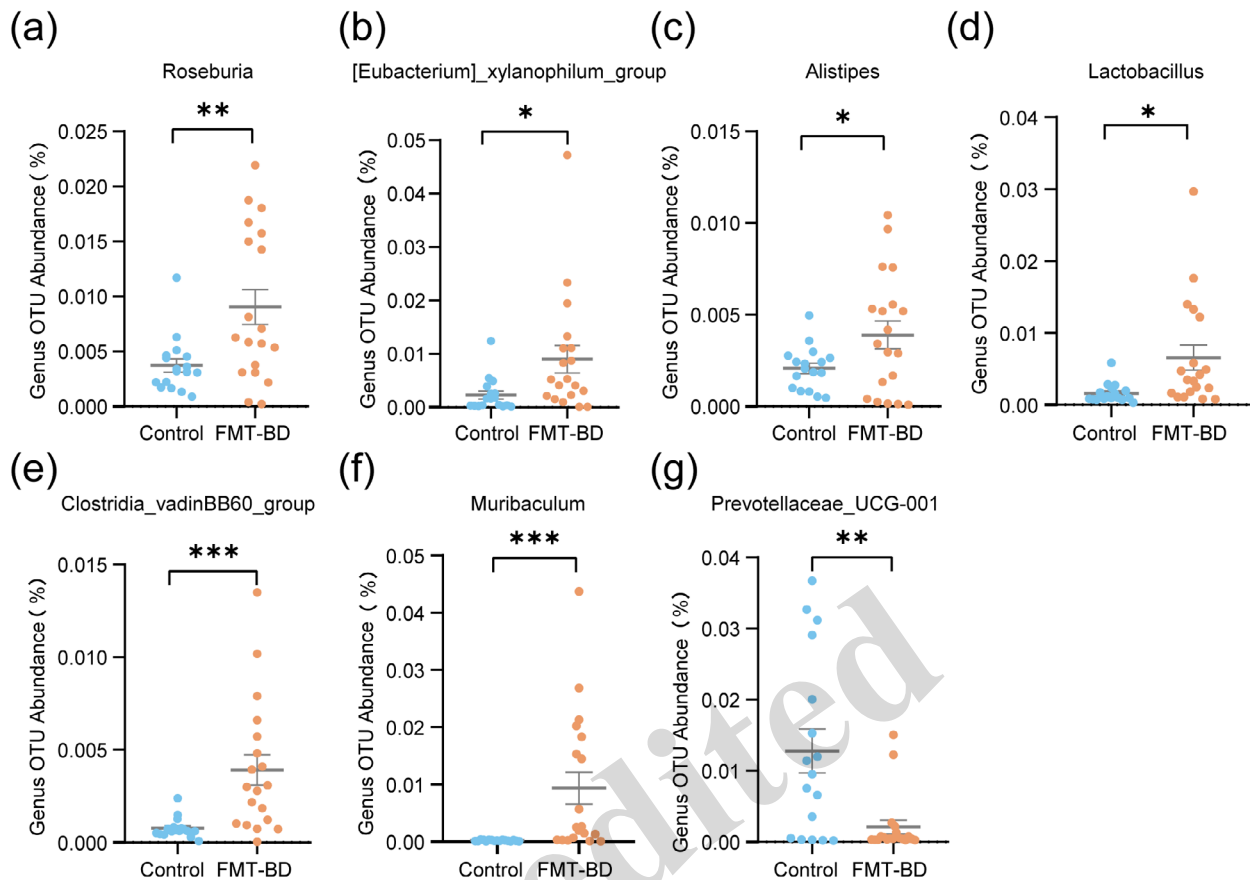 (a)
Roseburia
**
Genus OTU Abundance (%)
0.025
0.020
0.015
0.010
0.005
0.000
Control FMT-BD
(b)
[Eubacterium]_xylanophilum_group
*
Genus OTU Abundance (%)
0.05
0.04
0.03
0.02
0.01
0.00
Control FMT-BD
(c)
Alistipes
*
Genus OTU Abundance (%)
0.015
0.010
0.005
0.000
Control FMT-BD
(d)
Lactobacillus
*
Genus OTU Abundance (%)
0.04
0.03
0.02
0.01
0.00
Control FMT-BD
(e)
Clostridia_vadinBB60_group
***
Genus OTU Abundance (%)
0.015
0.010
0.005
0.000
Control FMT-BD
(f)
Muribaculum
***
Genus OTU Abundance (%)
0.05
0.04
0.03
0.02
0.01
0.00
Control FMT-BD
(g)
Prevotellaceae_UCG-001
**
Genus OTU Abundance (%)
0.04
0.03
0.02
0.01
0.00
Control FMT-BD
edited